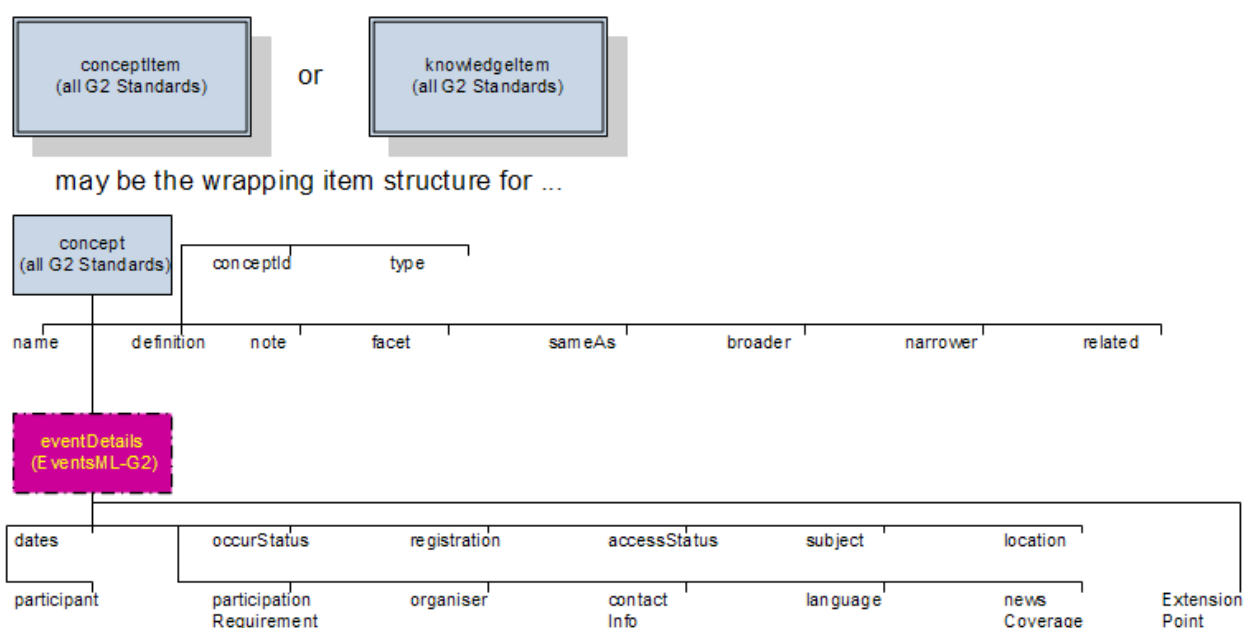 conceptItem
(all G2 Standards)
or
knowledgeItem
(all G2 Standards)
may be the wrapping item structure for ...
concept
(all G2 Standards)
conceptId
type
name
definition
note
facet
sameAs
broader
narrower
related
eventDetails
(EventsML-G2)
dates
occurStatus
registration
accessStatus
subject
location
participant
participation
Requirement
organiser
contact
Info
language
news
Coverage
Extension
Point